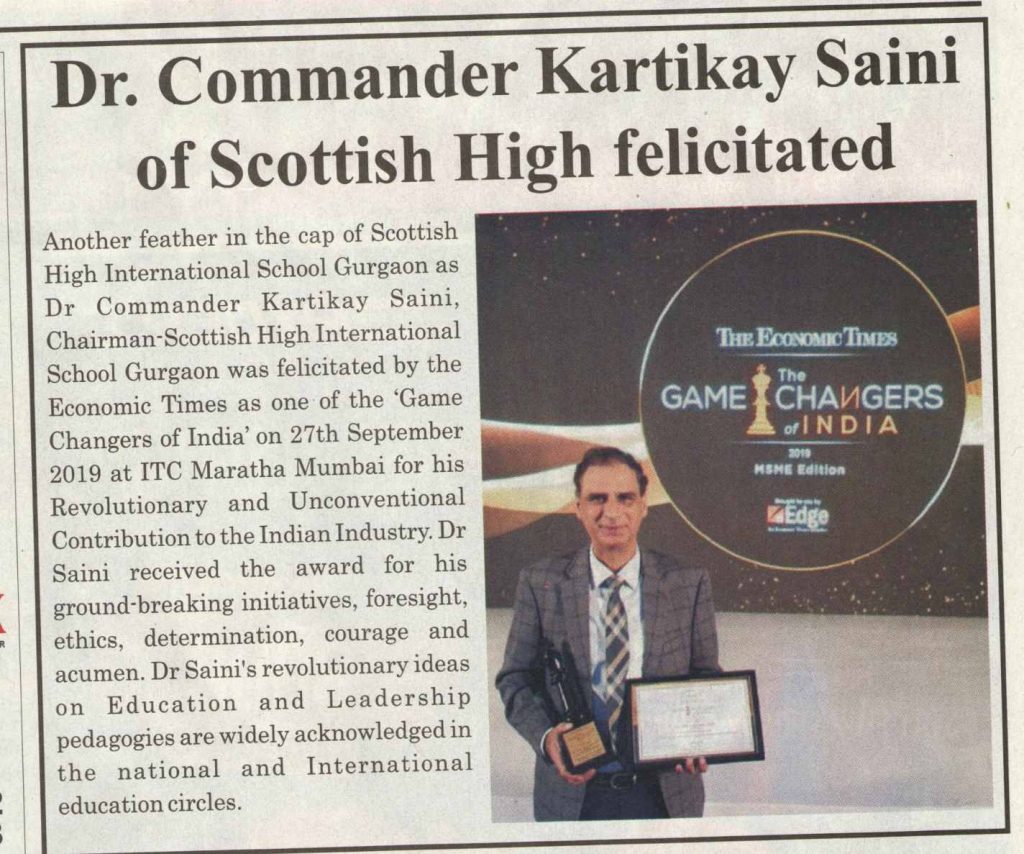 Dr. Commander Kartikay Saini
of Scottish High felicitated
Another feather in the cap of Scottish
High International School Gurgaon as
Dr Commander Kartikay Saini,
Chairman-Scottish High International
School Gurgaon was felicitated by the
Economic Times as one of the ‘Game
Changers of India’ on 27th September
2019 at ITC Maratha Mumbai for his
Revolutionary and Unconventional
Contribution to the Indian Industry. Dr
Saini received the award for his
ground-breaking initiatives, foresight,
ethics, determination, courage and
acumen. Dr Saini's revolutionary ideas
on Education and Leadership
pedagogies are widely acknowledged in
the national and International
education circles.
THE ECONOMIC TIMES
The
GAME CHANGERS
of INDIA
2019
MSME Edition
Brought to you by
Edge